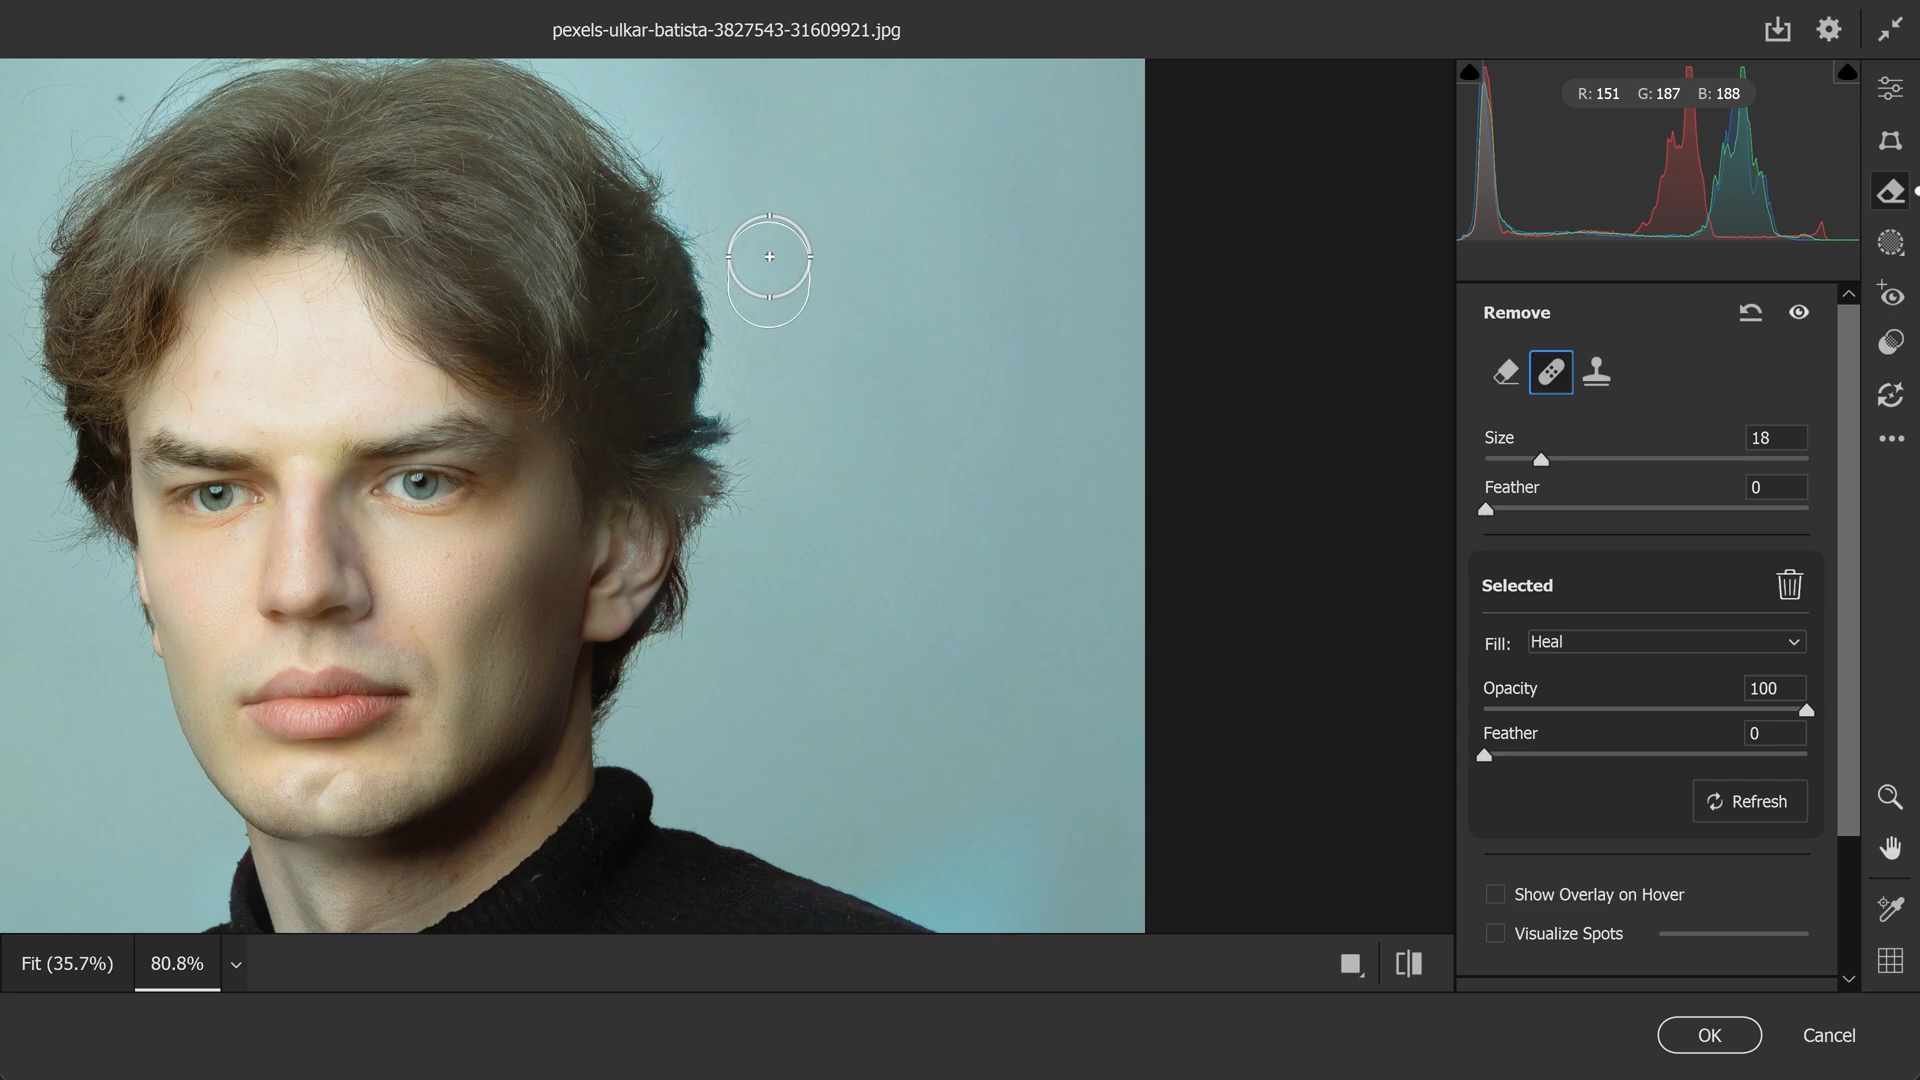 pexels-ulkar-batista-3827543-31609921.jpg
R: 151 G: 187 B: 188
Remove
Size 18
Feather 0
Selected
Fill: Heal
Opacity 100
Feather 0
Refresh
Show Overlay on Hover
Visualize Spots
Fit (35.7%) 80.8%
OK Cancel